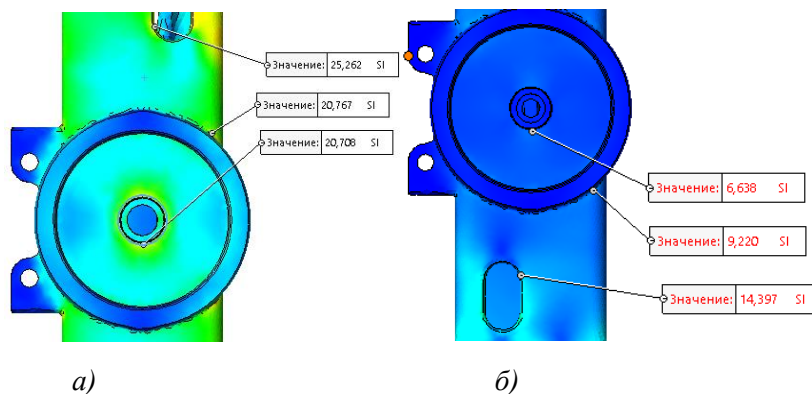 Значение: 25,262 SI
Значение: 20,767 SI
Значение: 20,708 SI
Значение: 6,638 SI
Значение: 9,220 SI
Значение: 14,397 SI
а) б)